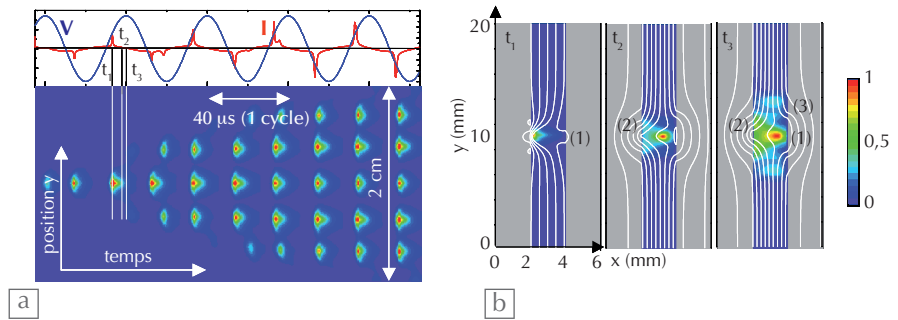 V
I
t1
t2
t3
40 µs (1 cycle)
2 cm
position y
temps
a
20
10
0
y (mm)
t1
t2
t3
(1)
(2)
(2)
(3)
(1)
0 2 4 6 x (mm)
1
0,5
0
b